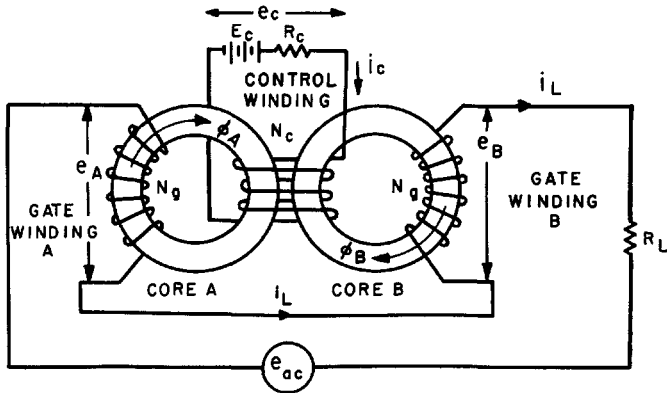 e_c
E_c R_c
CONTROL
WINDING
N_c
i_c
i_L
e_A
ϕ_A
N_g
GATE
WINDING
A
N_g
e_B
GATE
WINDING
B
R_L
ϕ_B
CORE A
i_L
CORE B
e_ac